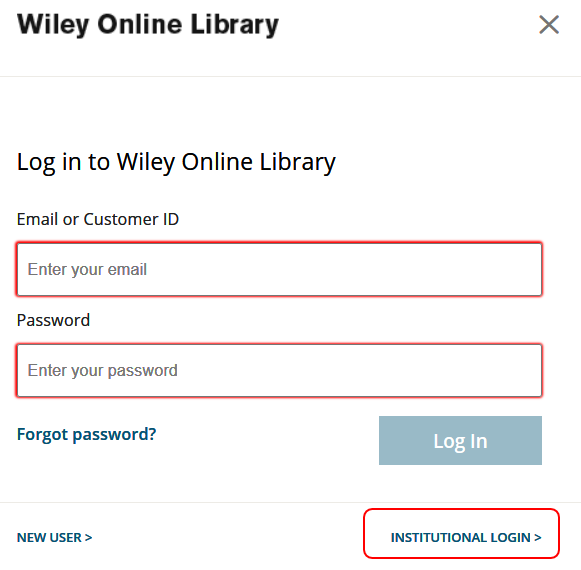 Wiley Online Library
Log in to Wiley Online Library
Email or Customer ID
Enter your email
Password
Enter your password
Forgot password?
Log In
NEW USER >
INSTITUTIONAL LOGIN >